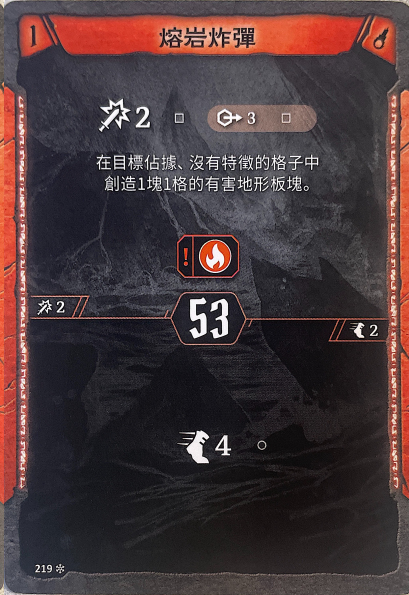 1 熔岩炸彈
2 3
在目標佔據、沒有特徵的格子中
創造1塊1格的有害地形板塊。
!
2 53 2
4
219